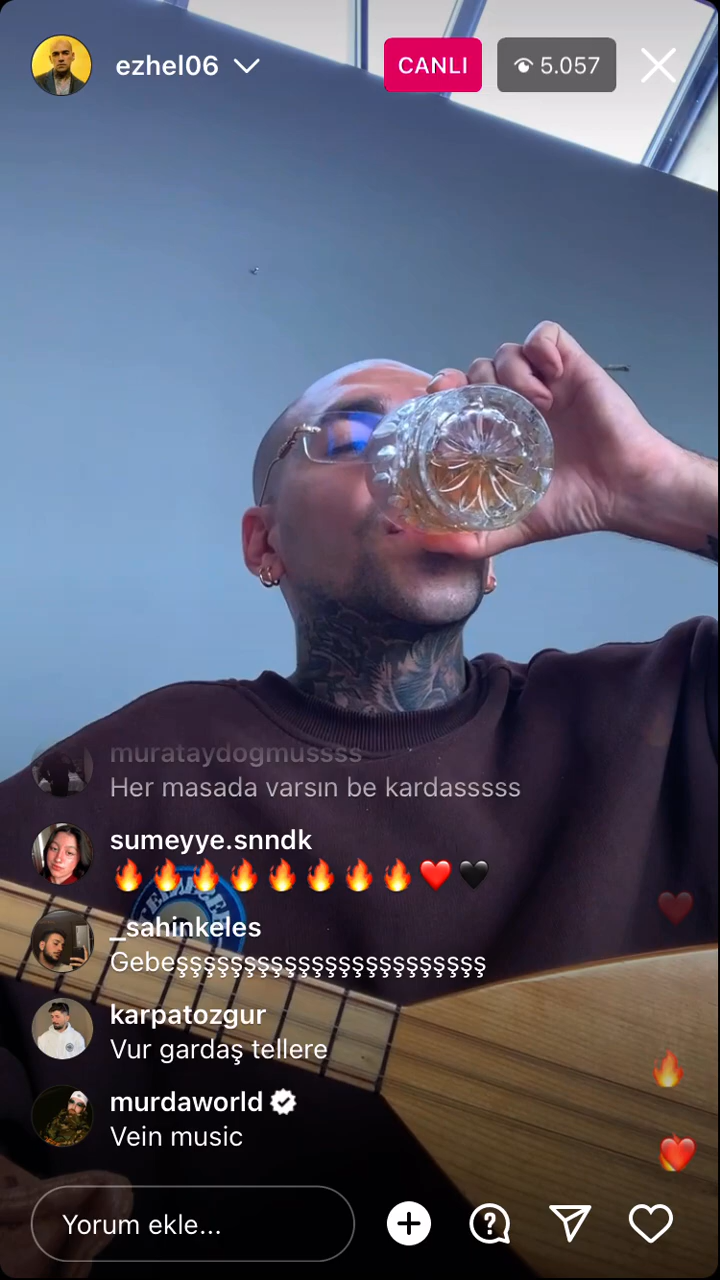 ezhel06
CANLI
5.057
murataydogmussss
Her masada varsın be kardasssss
sumeyye.snndk
🔥🔥🔥🔥🔥🔥🔥🔥❤️🖤
_sahinkeles
Gebeşşşşşşşşşşşşşşşşşşşşşşş
karpatozgur
Vur gardaş tellere
murdaworld
Vein music
Yorum ekle...